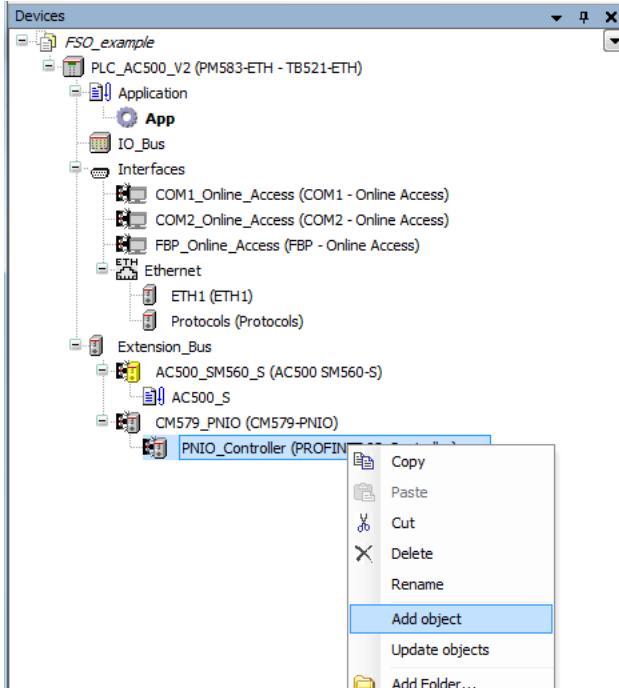 Devices
FSO_example
PLC_AC500_V2 (PM583-ETH - TB521-ETH)
Application
App
IO_Bus
Interfaces
COM1_Online_Access (COM1 - Online Access)
COM2_Online_Access (COM2 - Online Access)
FBP_Online_Access (FBP - Online Access)
ETH
Ethernet
ETH1 (ETH1)
Protocols (Protocols)
Extension_Bus
AC500_SM560_S (AC500 SM560-S)
AC500_S
CM579_PNIO (CM579-PNIO)
PNIO_Controller
Copy
Paste
Cut
Delete
Rename
Add object
Update objects
Add Folder...